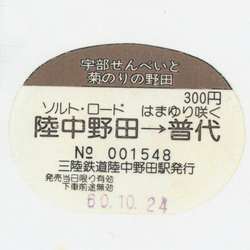 宇部せんべいと
菊のりの野田
300円
ソルト・ロード はまゆり咲く
陸中野田→普代
№ 001548
三陸鉄道陸中野田駅発行
発売当日限り有効
下車前途無効
60.10.24